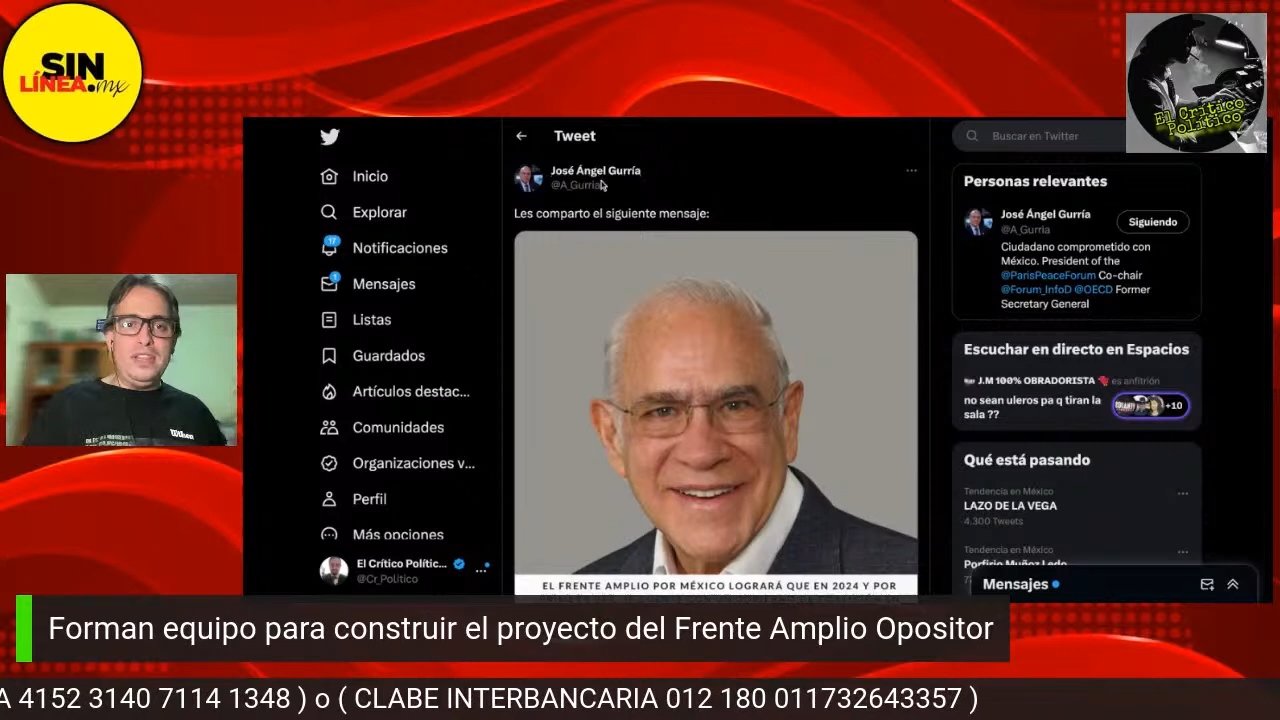 SIN
LÍNEA.mx
El Crítico
Político
Tweet
José Ángel Gurría
@A_Gurria
Les comparto el siguiente mensaje:
EL FRENTE AMPLIO POR MÉXICO LOGRARÁ QUE EN 2024 Y POR
Inicio
Explorar
17
Notificaciones
1
Mensajes
Listas
Guardados
Artículos destac...
Comunidades
Organizaciones v...
Perfil
Más opciones
El Crítico Polític...
@Cr_Politico
Buscar en Twitter
Personas relevantes
José Ángel Gurría
@A_Gurria
Siguiendo
Ciudadano comprometido con
México. President of the
@ParisPeaceForum Co-chair
@Forum_InfoD @OECD Former
Secretary General
Escuchar en directo en Espacios
J.M 100% OBRADORISTA es anfitrión
no sean uleros pa q tiran la
sala ??
+10
Qué está pasando
Tendencia en México
LAZO DE LA VEGA
4.300 Tweets
Tendencia en México
Porfirio Muñoz Ledo
Mensajes
Forman equipo para construir el proyecto del Frente Amplio Opositor
A 4152 3140 7114 1348 ) o ( CLABE INTERBANCARIA 012 180 011732643357 )